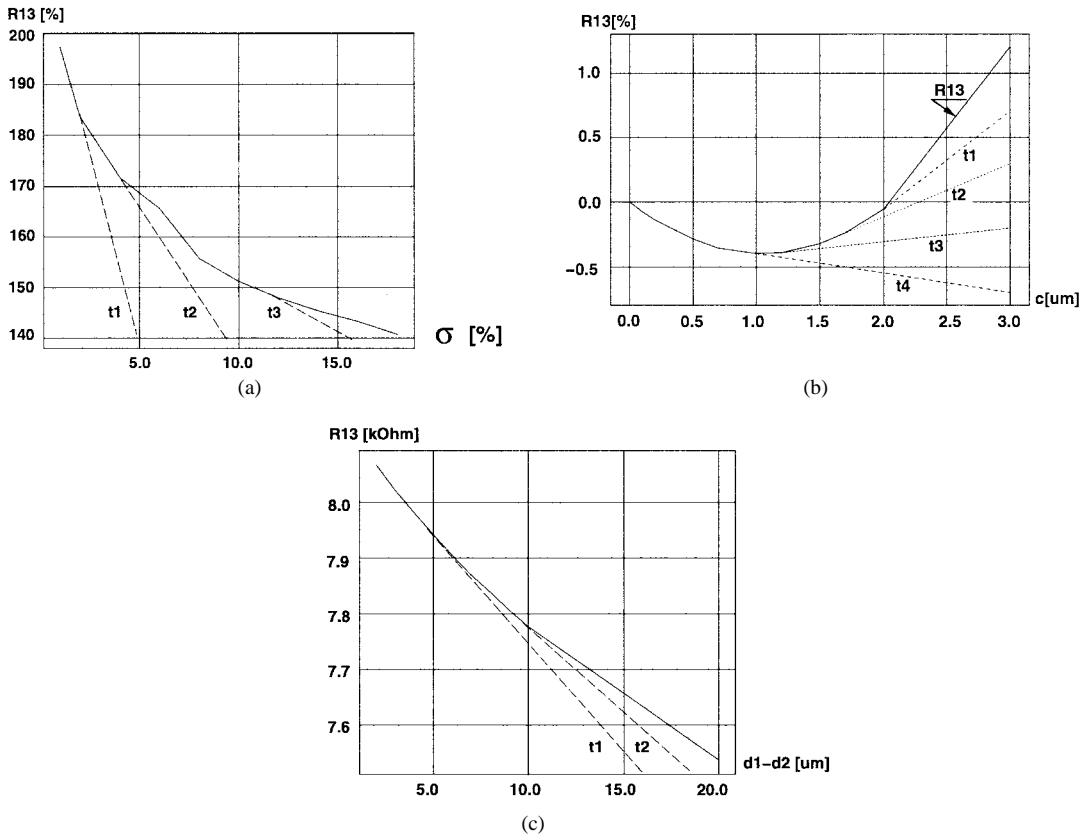 R13 [%]
200
190
180
170
160
150
140
t1
t2
t3
5.0
10.0
15.0
σ [%]
(a)
R13[%]
1.0
0.5
0.0
−0.5
R13
t1
t2
t3
t4
0.0
0.5
1.0
1.5
2.0
2.5
3.0
c[um]
(b)
R13 [kOhm]
8.0
7.9
7.8
7.7
7.6
t1
t2
5.0
10.0
15.0
20.0
d1−d2 [um]
(c)